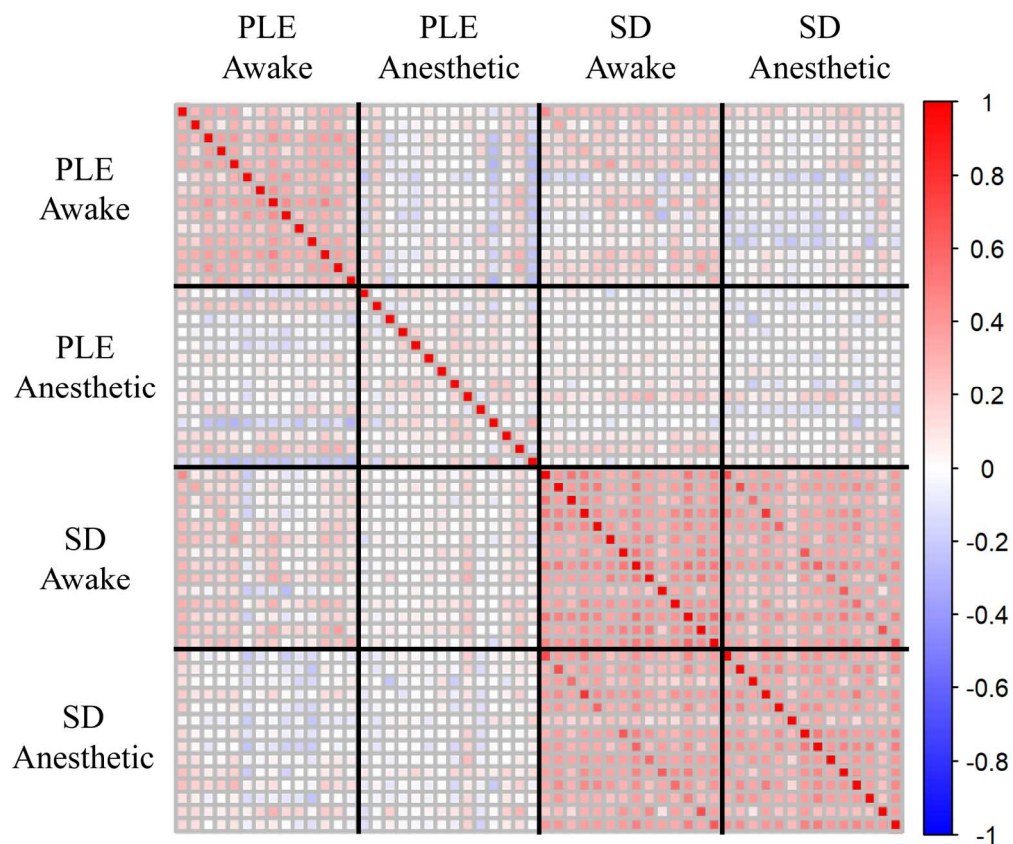 PLE PLE SD SD
Awake Anesthetic Awake Anesthetic
PLE
Awake
PLE
Anesthetic
SD
Awake
SD
Anesthetic
1
0.8
0.6
0.4
0.2
0
-0.2
-0.4
-0.6
-0.8
-1